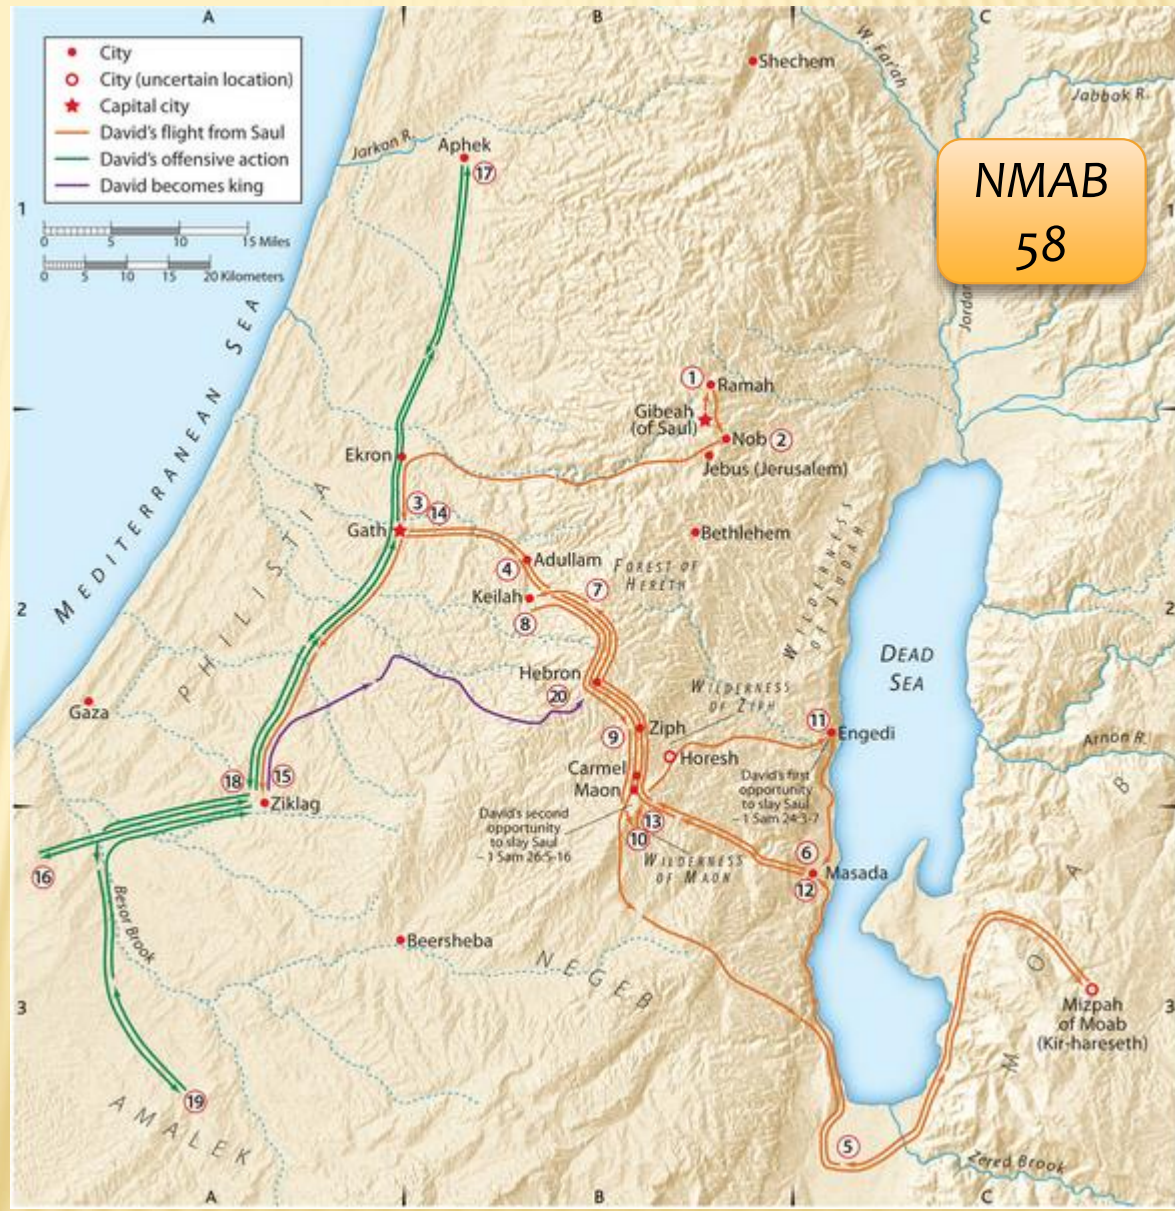 A
B
C
City
City (uncertain location)
Capital city
David's flight from Saul
David's offensive action
David becomes king
0 5 10 15 Miles
0 5 10 15 20 Kilometers
NMAB
58
Shechem
W. Far'ah
Jabbok R.
Jarkon R.
Aphek
17
1
1
Jordan
MEDITERRANEAN SEA
1
Ramah
Gibeah
(of Saul)
Nob 2
Jebus (Jerusalem)
Ekron
3
14
Gath
Bethlehem
Adullam
4
FOREST OF
HERETH
Keilah
7
8
WILDERNESS
OF JUDAH
PHILISTIA
2
2
DEAD
SEA
Hebron
20
WILDERNESS
OF ZIPH
Gaza
Ziph
9
11
Engedi
Arnon R.
Horesh
Carmel
Maon
David's first
opportunity
to slay Saul
– 1 Sam 24:3-7
18
15
Ziklag
David's second
opportunity
to slay Saul
– 1 Sam 26:5-16
13
10
WILDERNESS
OF MAON
6
Masada
12
16
Besor Brook
Beersheba
NEGEB
MOAB
3
3
Mizpah
of Moab
(Kir-hareseth)
19
AMALEK
5
Zered Brook
A
B
C